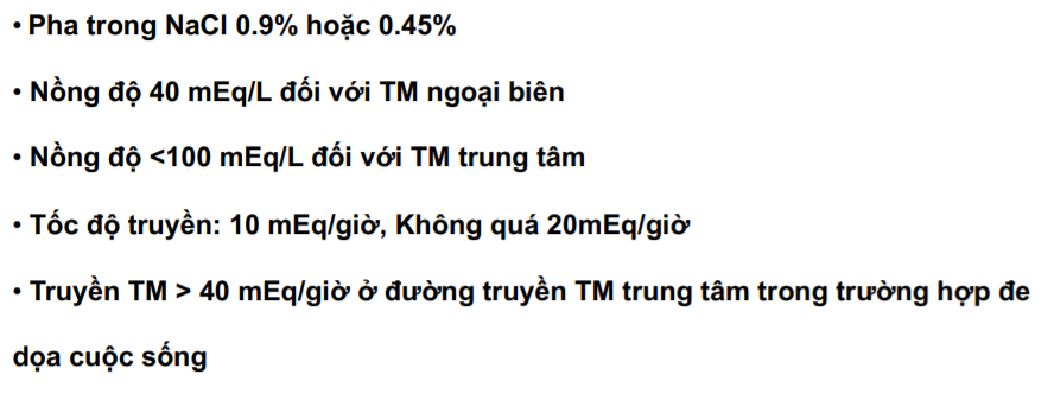 • Pha trong NaCl 0.9% hoặc 0.45%
• Nồng độ 40 mEq/L đối với TM ngoại biên
• Nồng độ <100 mEq/L đối với TM trung tâm
• Tốc độ truyền: 10 mEq/giờ, Không quá 20mEq/giờ
• Truyền TM > 40 mEq/giờ ở đường truyền TM trung tâm trong trường hợp đe
dọa cuộc sống